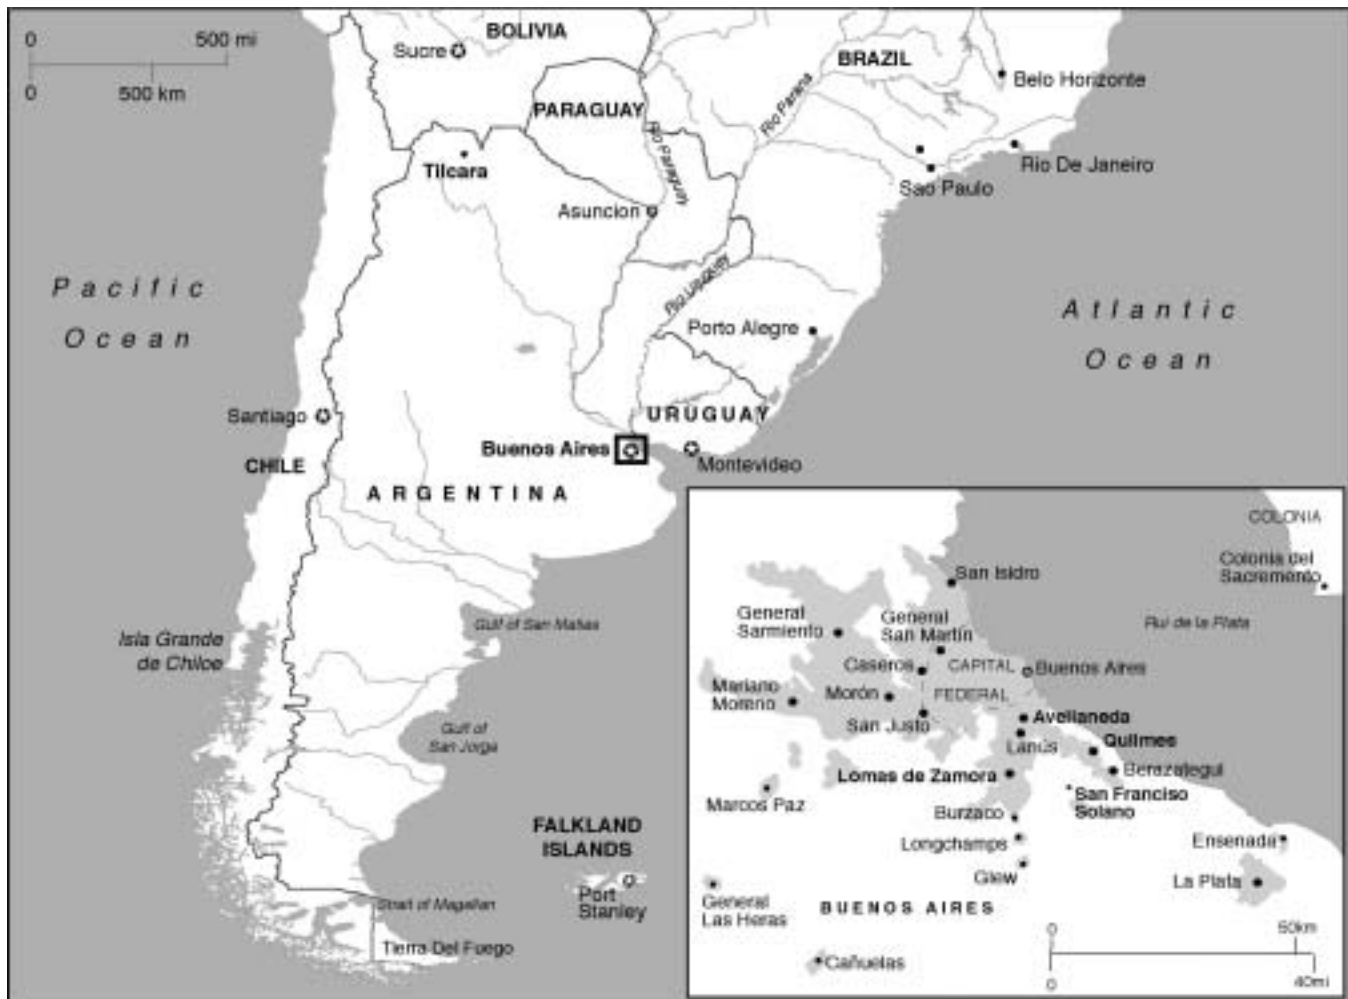 0 500 mi
0 500 km
BOLIVIA
Sucre
BRAZIL
Belo Horizonte
PARAGUAY
Rio Paraguay
Rio Parana
Tilcara
Rio De Janeiro
Sao Paulo
Asuncion
Pacific
Ocean
Rio Uruguay
Atlantic
Ocean
Porto Alegre
Santiago
URUGUAY
Buenos Aires
Montevideo
CHILE
ARGENTINA
Gulf of San Matias
Isla Grande
de Chiloe
Gulf of
San Jorge
FALKLAND
ISLANDS
Port
Stanley
Strait of Magellan
Tierra Del Fuego
COLONIA
Colonia del
Sacremento
San Isidro
General
Sarmiento
General
San Martín
Rui de la Plata
Caseros
CAPITAL
Buenos Aires
Mariano
Moreno
Morón
FEDERAL
San Justo
Avellaneda
Lanús
Quilmes
Lomas de Zamora
Berazategui
Marcos Paz
San Franciso
Solano
Burzaco
Longchamps
Ensenada
Glew
La Plata
General
Las Heras
BUENOS AIRES
Cañuelas
0 50km
0 40mi